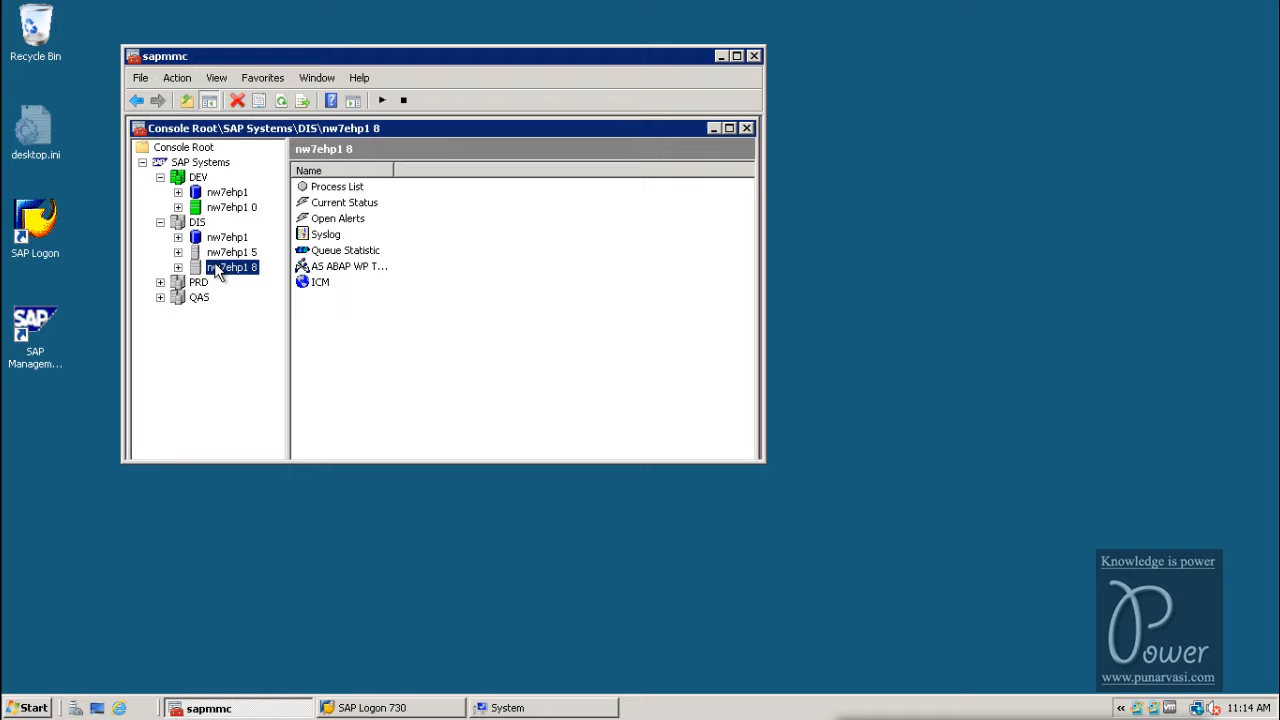 Recycle Bin
desktop.ini
SAP Logon
SAP
Managem...
sapmmc
File Action View Favorites Window Help
Console Root\SAP Systems\DIS\nw7ehp1 8
Console Root
SAP Systems
DEV
nw7ehp1
nw7ehp1 0
DIS
nw7ehp1
nw7ehp1 5
nw7ehp1 8
PRD
QAS
nw7ehp1 8
Name
Process List
Current Status
Open Alerts
Syslog
Queue Statistic
AS ABAP WP T...
ICM
Knowledge is power
Power
www.punarvasi.com
Start sapmmc SAP Logon 730 System « 11:14 AM